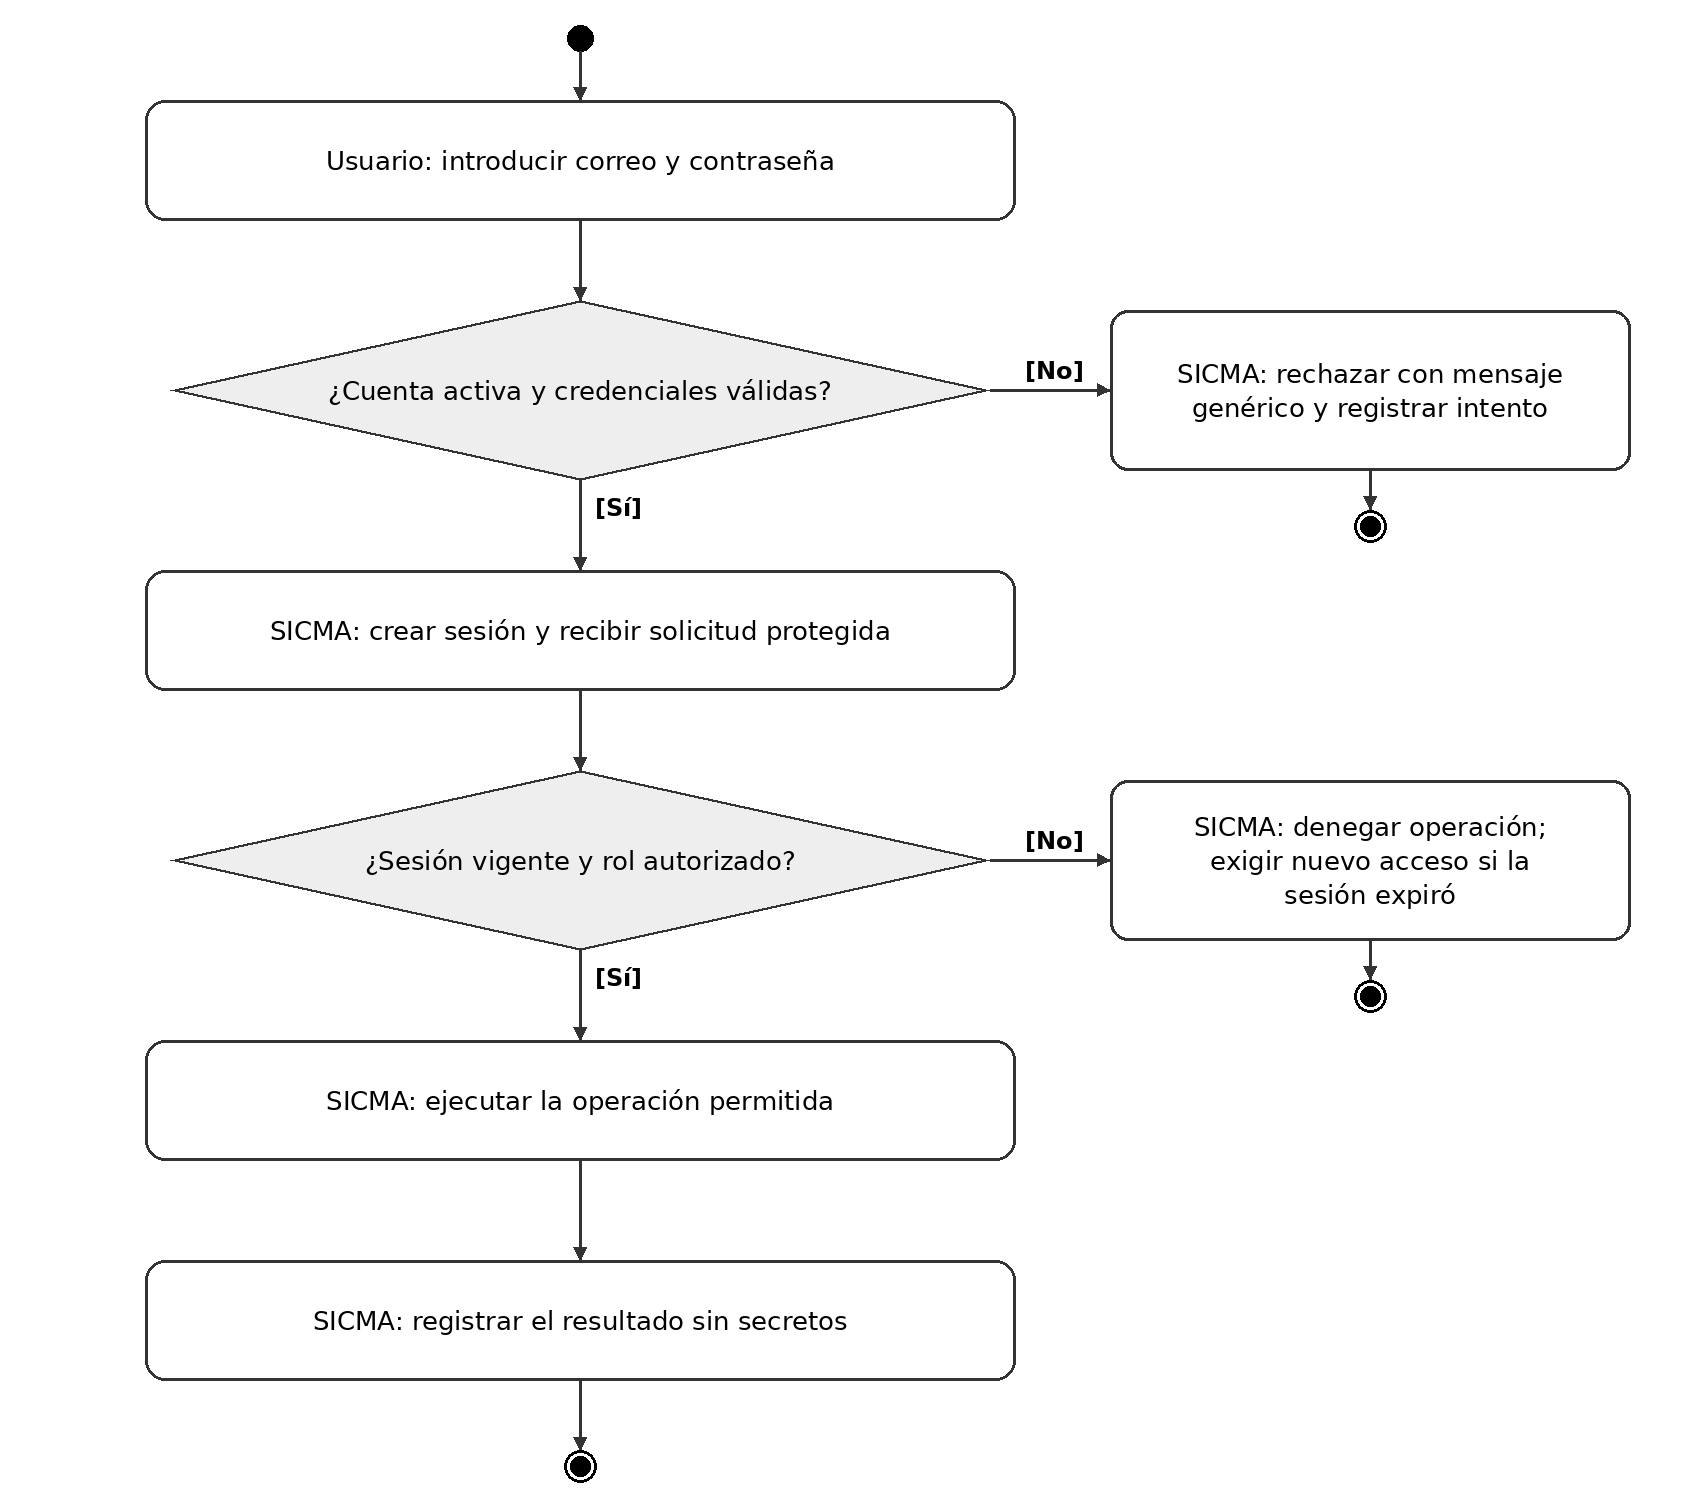 Usuario: introducir correo y contraseña
¿Cuenta activa y credenciales válidas?
[No]
SICMA: rechazar con mensaje
genérico y registrar intento
[Sí]
SICMA: crear sesión y recibir solicitud protegida
¿Sesión vigente y rol autorizado?
[No]
SICMA: denegar operación;
exigir nuevo acceso si la
sesión expiró
[Sí]
SICMA: ejecutar la operación permitida
SICMA: registrar el resultado sin secretos